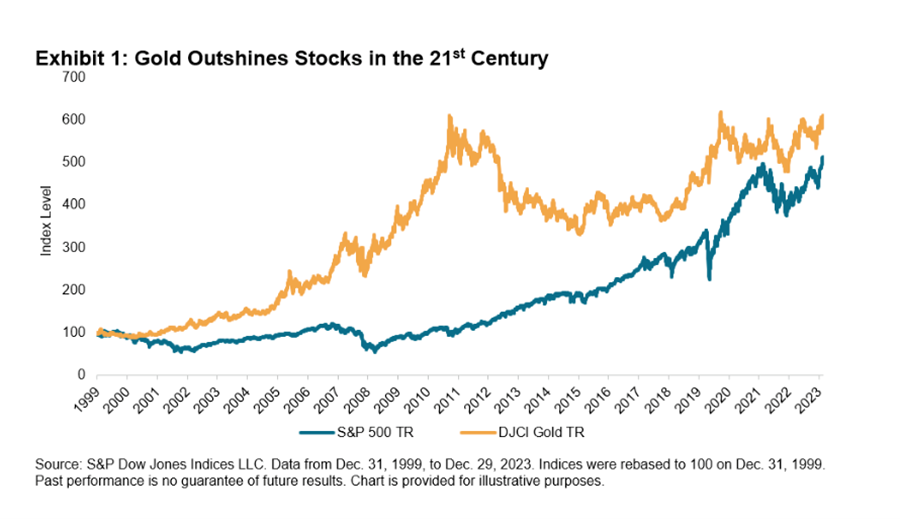 Exhibit 1: Gold Outshines Stocks in the 21st Century
700
600
500
400
300
200
100
0
Index Level
1999 2000 2001 2002 2003 2004 2005 2006 2007 2008 2009 2010 2011 2012 2013 2014 2015 2016 2017 2018 2019 2020 2021 2022 2023
S&P 500 TR DJCI Gold TR
Source: S&P Dow Jones Indices LLC. Data from Dec. 31, 1999, to Dec. 29, 2023. Indices were rebased to 100 on Dec. 31, 1999.
Past performance is no guarantee of future results. Chart is provided for illustrative purposes.